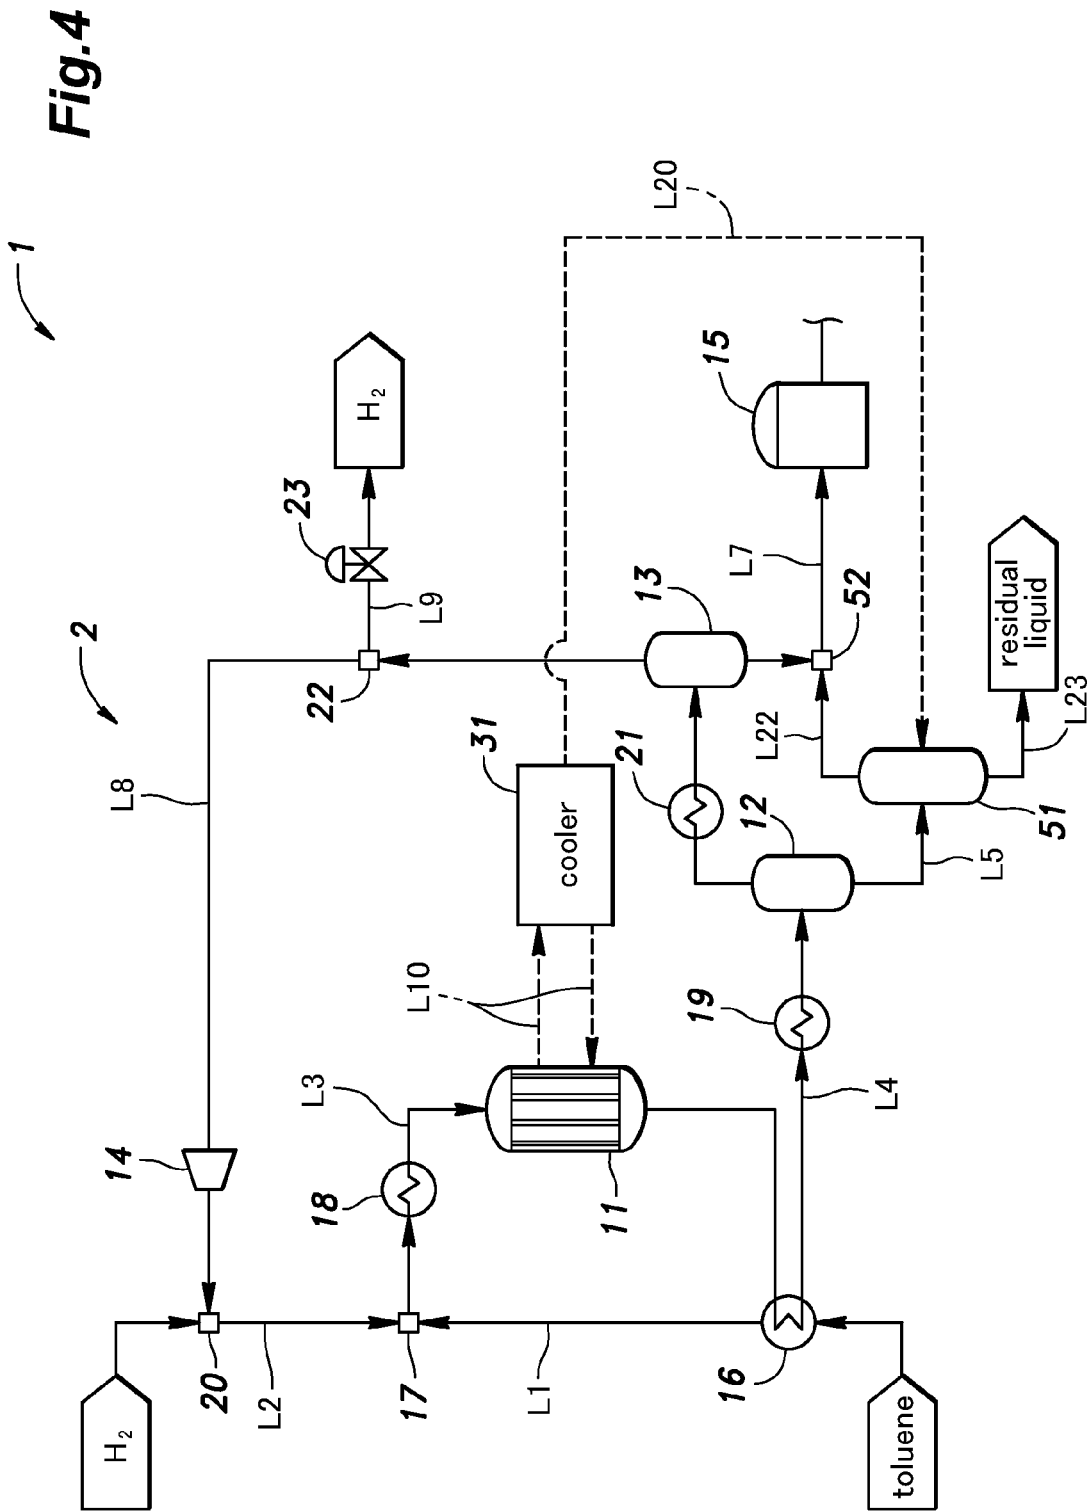 Fig.4
1
2
H₂
20
L2
17
L1
16
toluene
14
L8
22
L9
23
H₂
18
L3
11
L10
31
cooler
L20
19
L4
12
21
13
L22
L7
52
15
L5
51
L23
residual
liquid